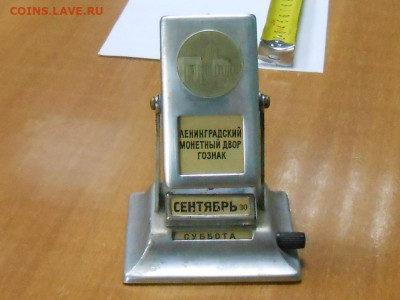 COINS.LAVE.RU
ЛЕНИНГРАДСКИЙ
МОНЕТНЫЙ ДВОР
ГОЗНАК
СЕНТЯБРЬ 30
СУББОТА